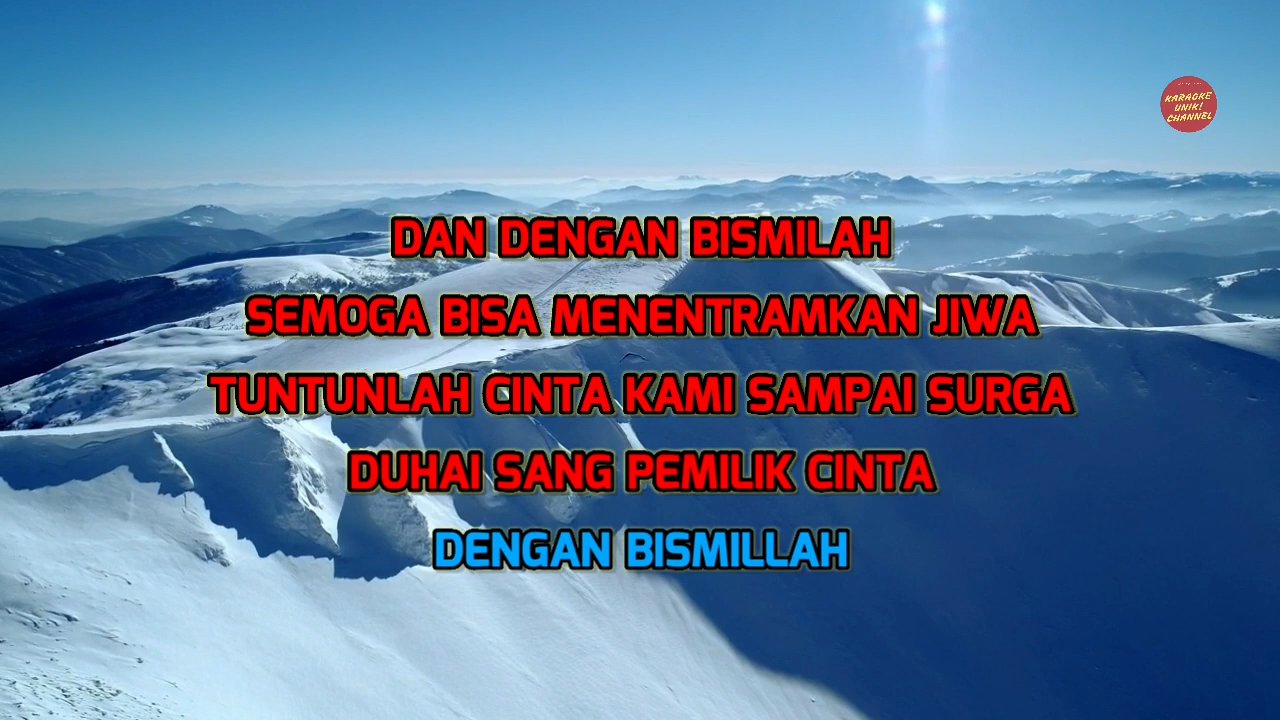 KARAOKE
UNIK!
CHANNEL
DAN DENGAN BISMILAH
SEMOGA BISA MENENTRAMKAN JIWA
TUNTUNLAH CINTA KAMI SAMPAI SURGA
DUHAI SANG PEMILIK CINTA
DENGAN BISMILLAH